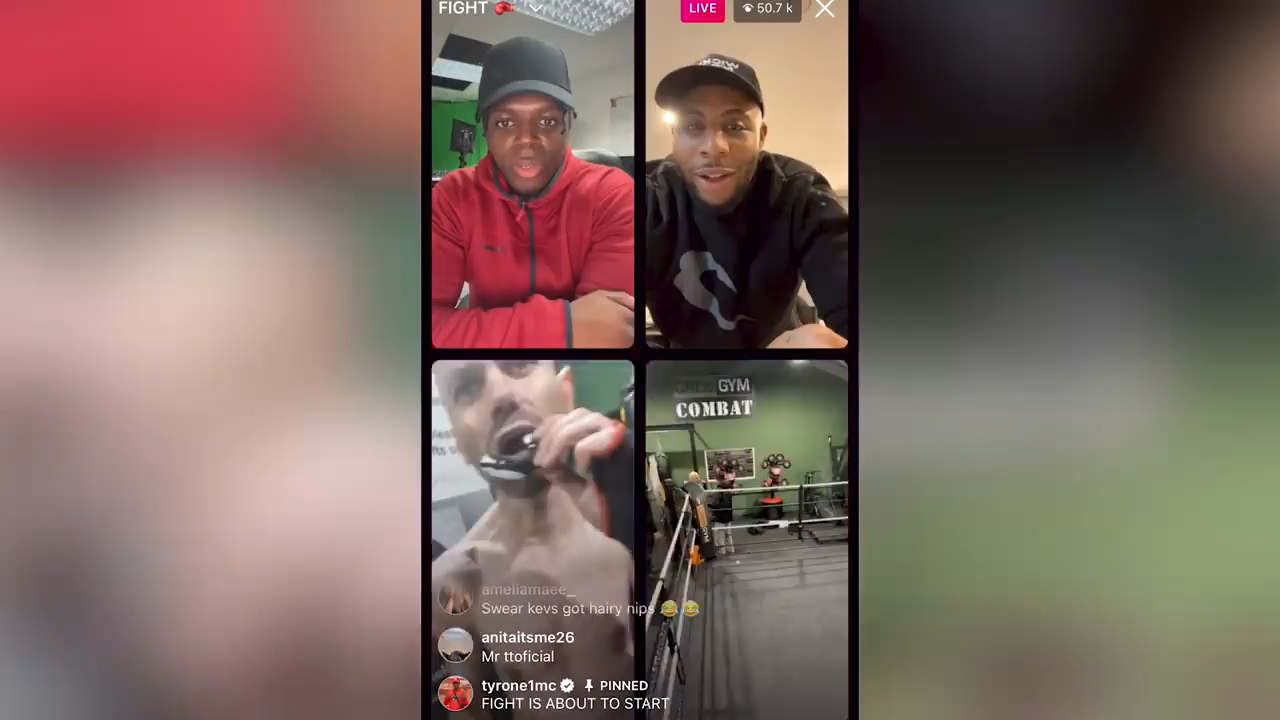 FIGHT 🥊
LIVE
50.7 k
GYM
COMBAT
ameliamaee_
Swear kevs got hairy nips 😂😂
anitaitsme26
Mr ttoficial
tyrone1mc PINNED
FIGHT IS ABOUT TO START